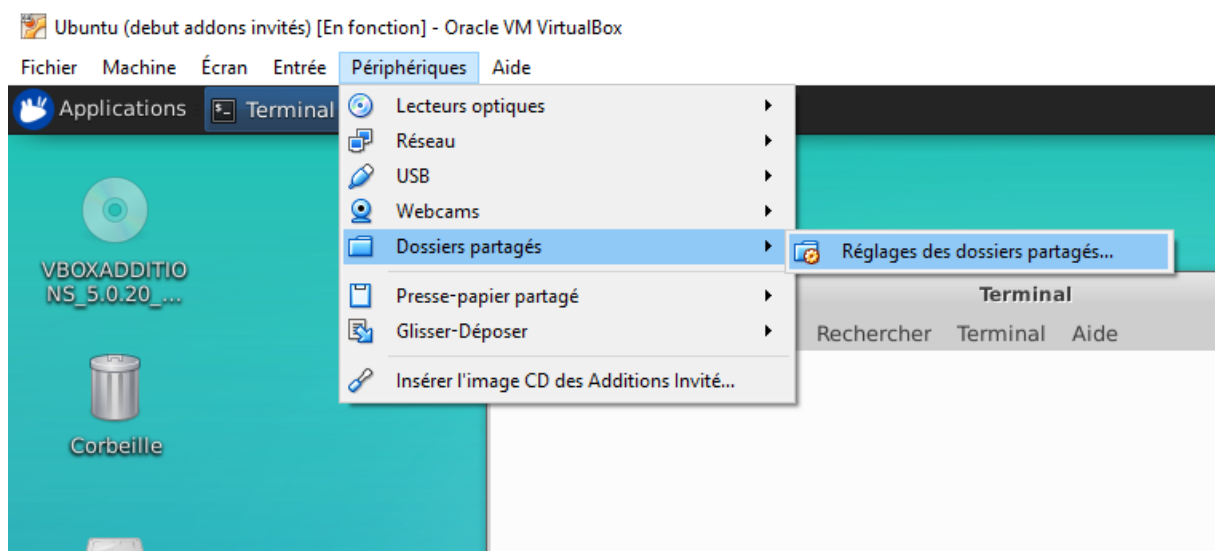 Ubuntu (debut addons invités) [En fonction] - Oracle VM VirtualBox
Fichier Machine Écran Entrée Périphériques Aide
Applications Terminal
Lecteurs optiques
Réseau
USB
Webcams
Dossiers partagés
Réglages des dossiers partagés...
Presse-papier partagé
Glisser-Déposer
Insérer l'image CD des Additions Invité...
VBOXADDITIO
NS_5.0.20_...
Corbeille
Terminal
Rechercher Terminal Aide